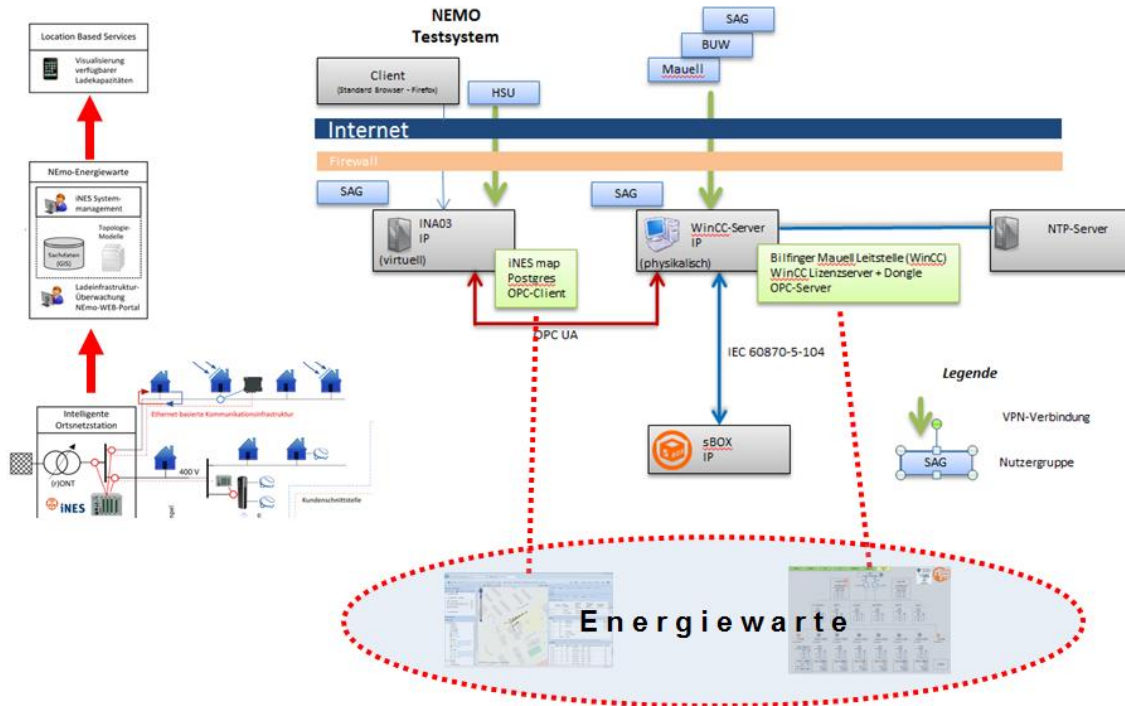 Location Based Services
Visualisierung
verfügbarer
Ladekapazitäten
NEmo-Energiewarte
iNES System-
management
Topologie-
Modelle
Sachdaten
(GIS)
Ladeinfrastruktur-
Überwachung
NEmo-WEB-Portal
Intelligente
Ortsnetzstation
(r)ONT
iNES
Ethernet-basierte Kommunikationsinfrastruktur
400 V
Kundenschnittstelle
NEMO
Testsystem
Client
(Standard Browser - Firefox)
HSU
SAG
BUW
Mauell
Internet
Firewall
SAG
INA03
IP
(virtuell)
iNES map
Postgres
OPC-Client
SAG
WinCC-Server
IP
(physikalisch)
Bilfinger Mauell Leitstelle (WinCC)
WinCC Lizenzserver + Dongle
OPC-Server
NTP-Server
OPC UA
IEC 60870-5-104
sBOX
IP
Legende
VPN-Verbindung
SAG
Nutzergruppe
Energiewarte